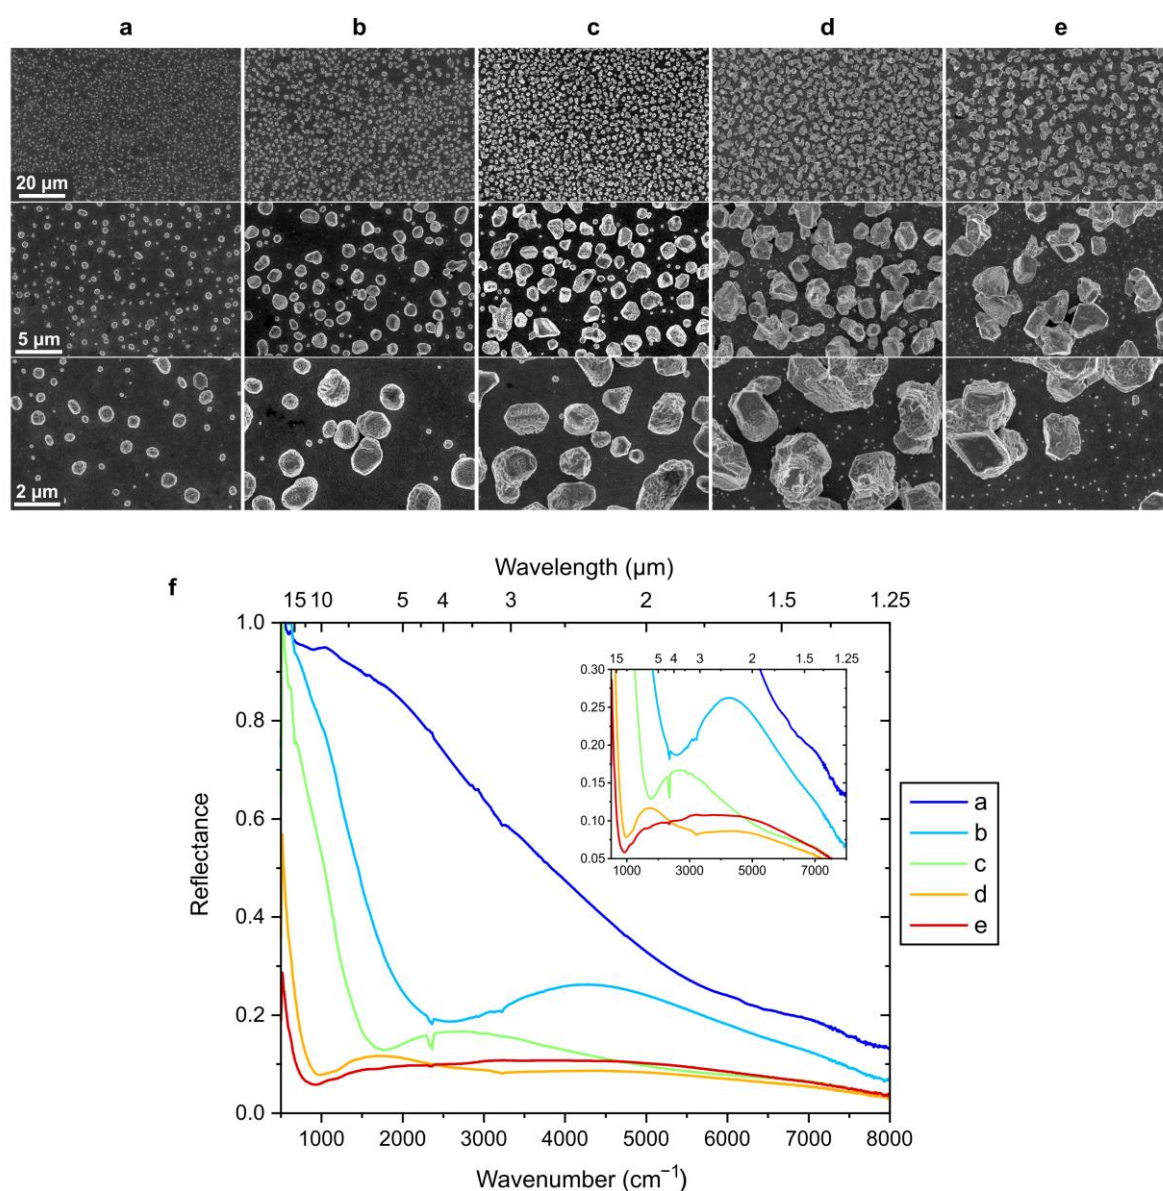 a b c d e
20 µm
5 µm
2 µm
f
Wavelength (µm)
15 10 5 4 3 2 1.5 1.25
1.0
0.8
0.6
0.4
0.2
0.0
Reflectance
1000 2000 3000 4000 5000 6000 7000 8000
Wavenumber (cm⁻¹)
15 5 4 3 2 1.5 1.25
0.30
0.25
0.20
0.15
0.10
0.05
1000 3000 5000 7000
a
b
c
d
e